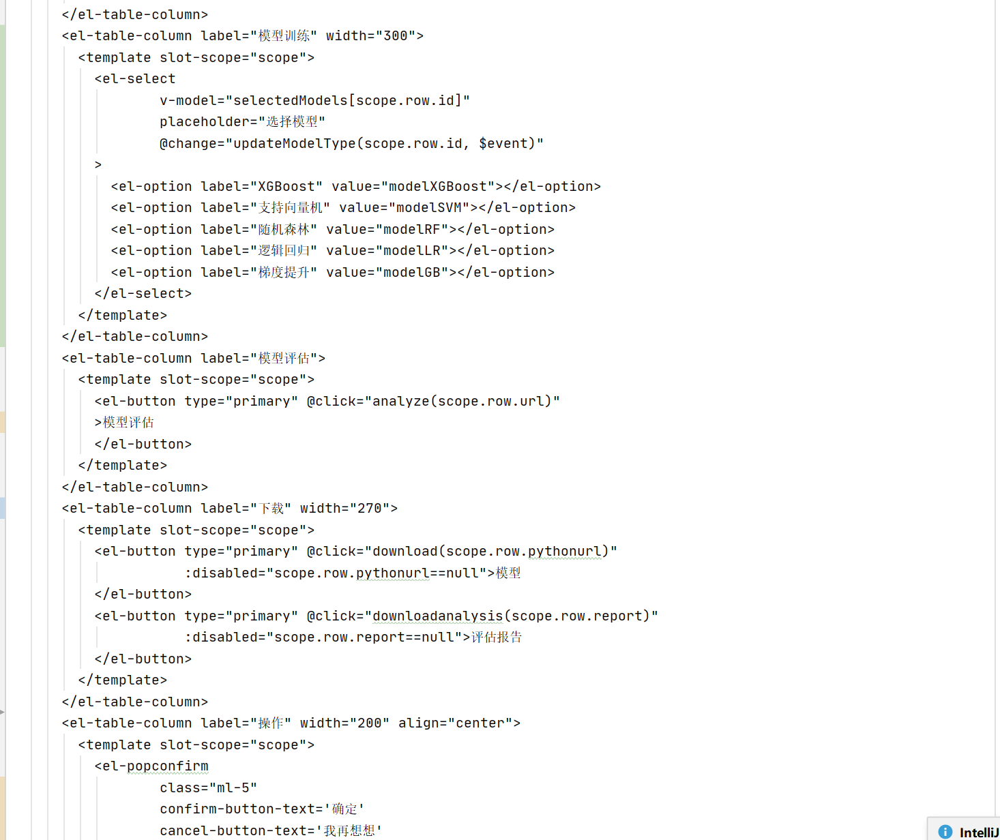 </el-table-column>
<el-table-column label="模型训练" width="300">
<template slot-scope="scope">
<el-select
v-model="selectedModels[scope.row.id]"
placeholder="选择模型"
@change="updateModelType(scope.row.id, $event)"
>
<el-option label="XGBoost" value="modelXGBoost"></el-option>
<el-option label="支持向量机" value="modelSVM"></el-option>
<el-option label="随机森林" value="modelRF"></el-option>
<el-option label="逻辑回归" value="modelLR"></el-option>
<el-option label="梯度提升" value="modelGB"></el-option>
</el-select>
</template>
</el-table-column>
<el-table-column label="模型评估">
<template slot-scope="scope">
<el-button type="primary" @click="analyze(scope.row.url)"
>模型评估
</el-button>
</template>
</el-table-column>
<el-table-column label="下载" width="270">
<template slot-scope="scope">
<el-button type="primary" @click="download(scope.row.pythonurl)"
:disabled="scope.row.pythonurl==null">模型
</el-button>
<el-button type="primary" @click="downloadanalysis(scope.row.report)"
:disabled="scope.row.report==null">评估报告
</el-button>
</template>
</el-table-column>
<el-table-column label="操作" width="200" align="center">
<template slot-scope="scope">
<el-popconfirm
class="ml-5"
confirm-button-text='确定'
cancel-button-text='我再想想'
IntelliJ